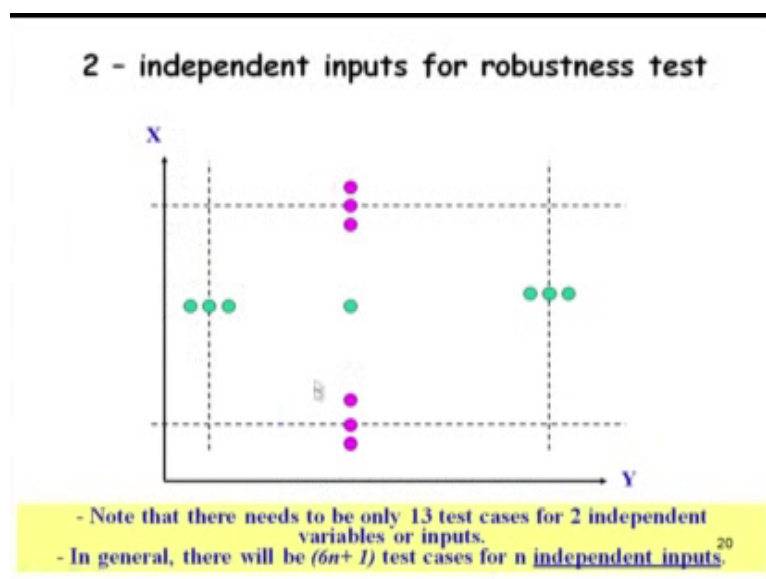 2 - independent inputs for robustness test
X
Y
- Note that there needs to be only 13 test cases for 2 independent
variables or inputs.
- In general, there will be (6n+ 1) test cases for n independent inputs.
20